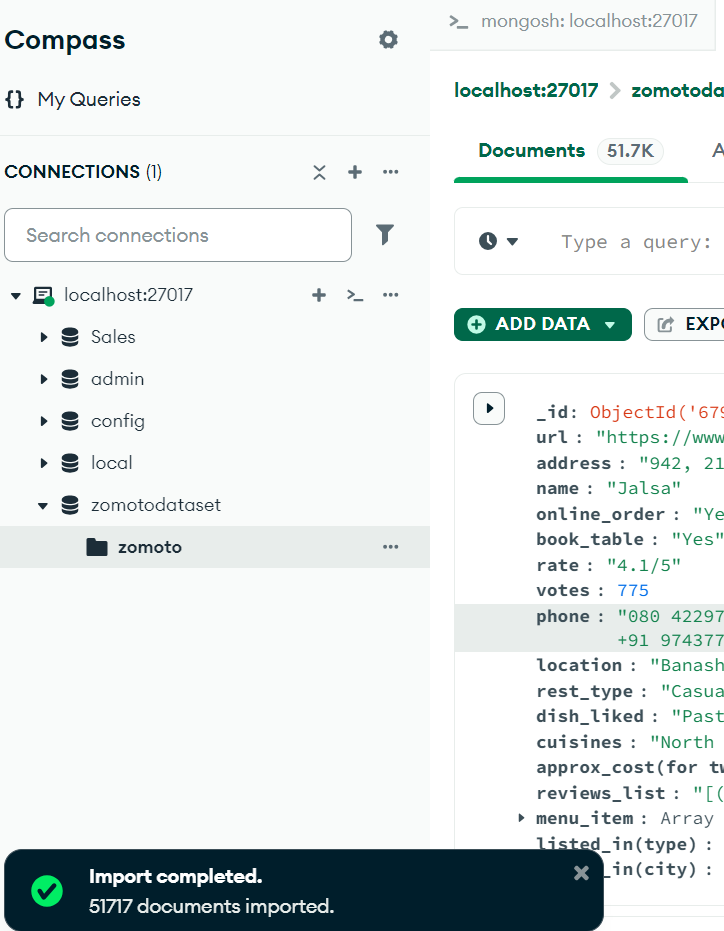 Compass
{} My Queries
CONNECTIONS (1)
Search connections
localhost:27017
Sales
admin
config
local
zomotodataset
zomoto
>_ mongosh: localhost:27017
localhost:27017 > zomotoda
Documents 51.7K A
Type a query:
ADD DATA EXPO
_id: ObjectId('679
url : "https://www
address : "942, 21
name : "Jalsa"
online_order : "Ye
book_table : "Yes"
rate : "4.1/5"
votes : 775
phone : "080 42297
+91 974377
location : "Banash
rest_type : "Casua
dish_liked : "Past
cuisines : "North
approx_cost(for tw
reviews_list : "[(
menu_item : Array
listed_in(type) :
_in(city) :
Import completed.
51717 documents imported.